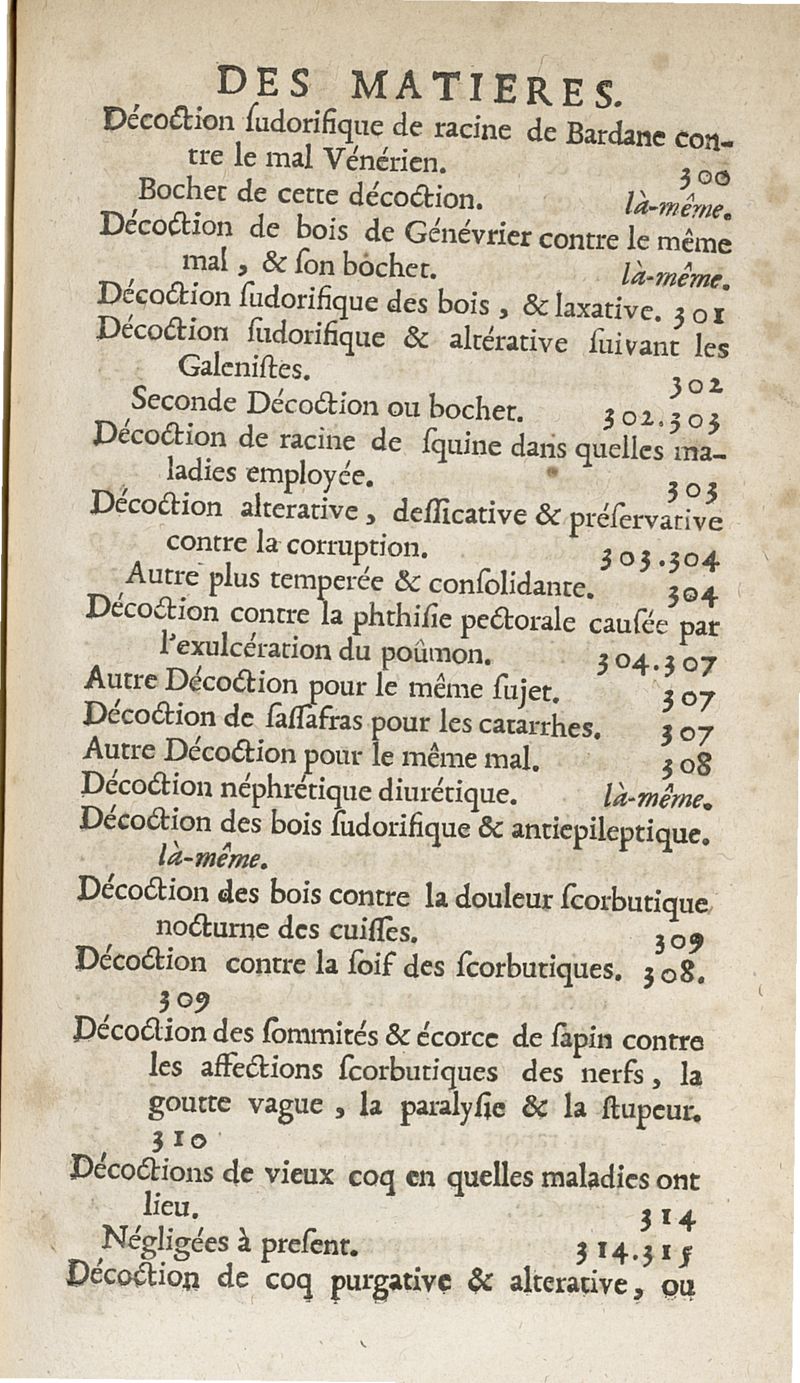 DES MATIERES.
Décoction ſudorifique de racine de Bardane con-
tre le mal Vénérien. 300
Bochet de cette décoction. là-même.
Décoction de bois de Génévrier contre le même
mal, & ſon bochet. là-même.
Décoction ſudorifique des bois, & laxative. 301
Décoction ſudorifique & altérative ſuivant les
Galeniſtes. 302
Seconde Décoction ou bochet. 302.303
Décoction de racine de ſquine dans quelles ma-
ladies employée. 303
Décoction alterative, deſſicative & préſervative
contre la corruption. 303.304
Autre plus temperée & conſolidante. 304
Décoction contre la phthiſie pectorale cauſée par
l'exulcération du poûmon. 304.307
Autre Décoction pour le même ſujet. 307
Décoction de ſaſſafras pour les catarrhes. 307
Autre Décoction pour le même mal. 308
Décoction néphrétique diurétique. là-même.
Décoction des bois ſudorifique & antiepileptique.
là-même.
Décoction des bois contre la douleur ſcorbutique
nocturne des cuiſſes. 309
Décoction contre la ſoif des ſcorbutiques. 308.
309
Décoction des ſommités & écorce de ſapin contre
les affections ſcorbutiques des nerfs, la
goutte vague, la paralyſie & la ſtupeur.
310
Décoctions de vieux coq en quelles maladies ont
lieu. 314
Négligées à preſent. 314.315
Décoction de coq purgative & alterative, ou